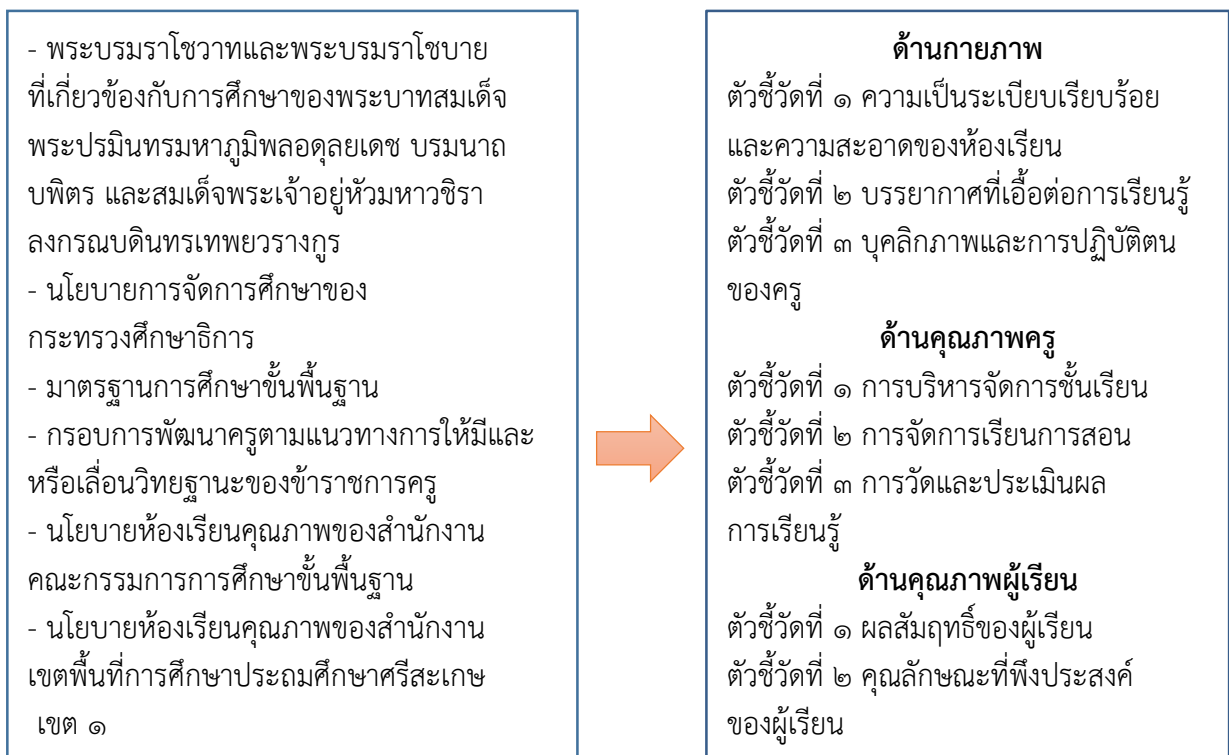 - พระบรมราโชวาทและพระบรมราโชบาย
ที่เกี่ยวข้องกับการศึกษาของพระบาทสมเด็จ
พระปรมินทรมหาภูมิพลอดุลยเดช บรมนาถ
บพิตร และสมเด็จพระเจ้าอยู่หัวมหาวชิรา
ลงกรณบดินทรเทพยวรางกูร
- นโยบายการจัดการศึกษาของ
กระทรวงศึกษาธิการ
- มาตรฐานการศึกษาขั้นพื้นฐาน
- กรอบการพัฒนาครูตามแนวทางการให้มีและ
หรือเลื่อนวิทยฐานะของข้าราชการครู
- นโยบายห้องเรียนคุณภาพของสำนักงาน
คณะกรรมการการศึกษาขั้นพื้นฐาน
- นโยบายห้องเรียนคุณภาพของสำนักงาน
เขตพื้นที่การศึกษาประถมศึกษาศรีสะเกษ
เขต ๑
ด้านกายภาพ
ตัวชี้วัดที่ ๑ ความเป็นระเบียบเรียบร้อย
และความสะอาดของห้องเรียน
ตัวชี้วัดที่ ๒ บรรยากาศที่เอื้อต่อการเรียนรู้
ตัวชี้วัดที่ ๓ บุคลิกภาพและการปฏิบัติตน
ของครู
ด้านคุณภาพครู
ตัวชี้วัดที่ ๑ การบริหารจัดการชั้นเรียน
ตัวชี้วัดที่ ๒ การจัดการเรียนการสอน
ตัวชี้วัดที่ ๓ การวัดและประเมินผล
การเรียนรู้
ด้านคุณภาพผู้เรียน
ตัวชี้วัดที่ ๑ ผลสัมฤทธิ์ของผู้เรียน
ตัวชี้วัดที่ ๒ คุณลักษณะที่พึงประสงค์
ของผู้เรียน